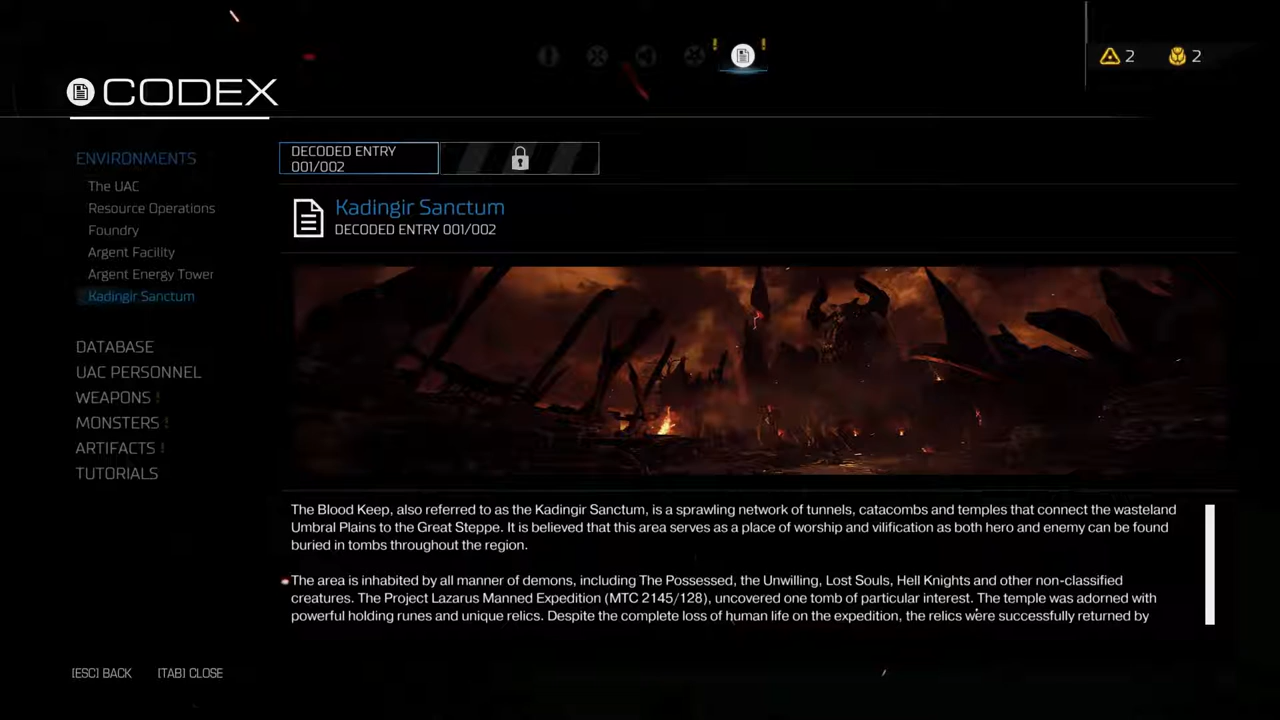 2
2
CODEX
ENVIRONMENTS
The UAC
Resource Operations
Foundry
Argent Facility
Argent Energy Tower
Kadingir Sanctum
DATABASE
UAC PERSONNEL
WEAPONS !
MONSTERS !
ARTIFACTS !
TUTORIALS
DECODED ENTRY
001/002
Kadingir Sanctum
DECODED ENTRY 001/002
The Blood Keep, also referred to as the Kadingir Sanctum, is a sprawling network of tunnels, catacombs and temples that connect the wasteland
Umbral Plains to the Great Steppe. It is believed that this area serves as a place of worship and vilification as both hero and enemy can be found
buried in tombs throughout the region.
The area is inhabited by all manner of demons, including The Possessed, the Unwilling, Lost Souls, Hell Knights and other non-classified
creatures. The Project Lazarus Manned Expedition (MTC 2145/128), uncovered one tomb of particular interest. The temple was adorned with
powerful holding runes and unique relics. Despite the complete loss of human life on the expedition, the relics were successfully returned by
[ESC] BACK
[TAB] CLOSE